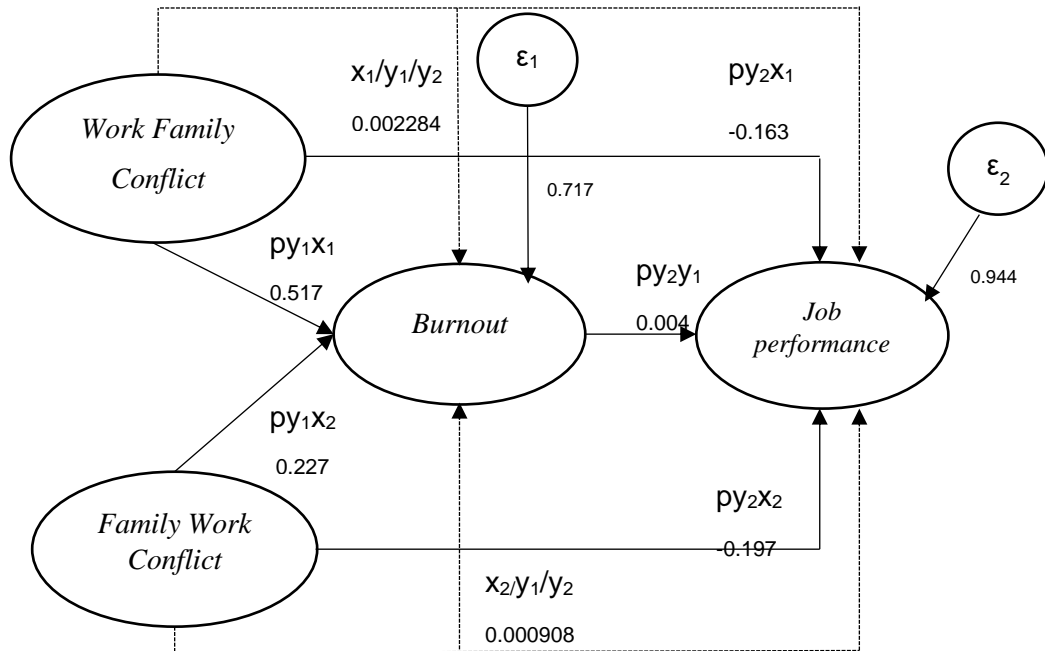 ε₁
x₁/y₁/y₂
0.002284
py₂x₁
-0.163
Work Family
Conflict
ε₂
0.717
0.944
py₁x₁
0.517
Burnout
py₂y₁
0.004
Job
performance
py₁x₂
0.227
Family Work
Conflict
py₂x₂
-0.197
x₂/y₁/y₂
0.000908